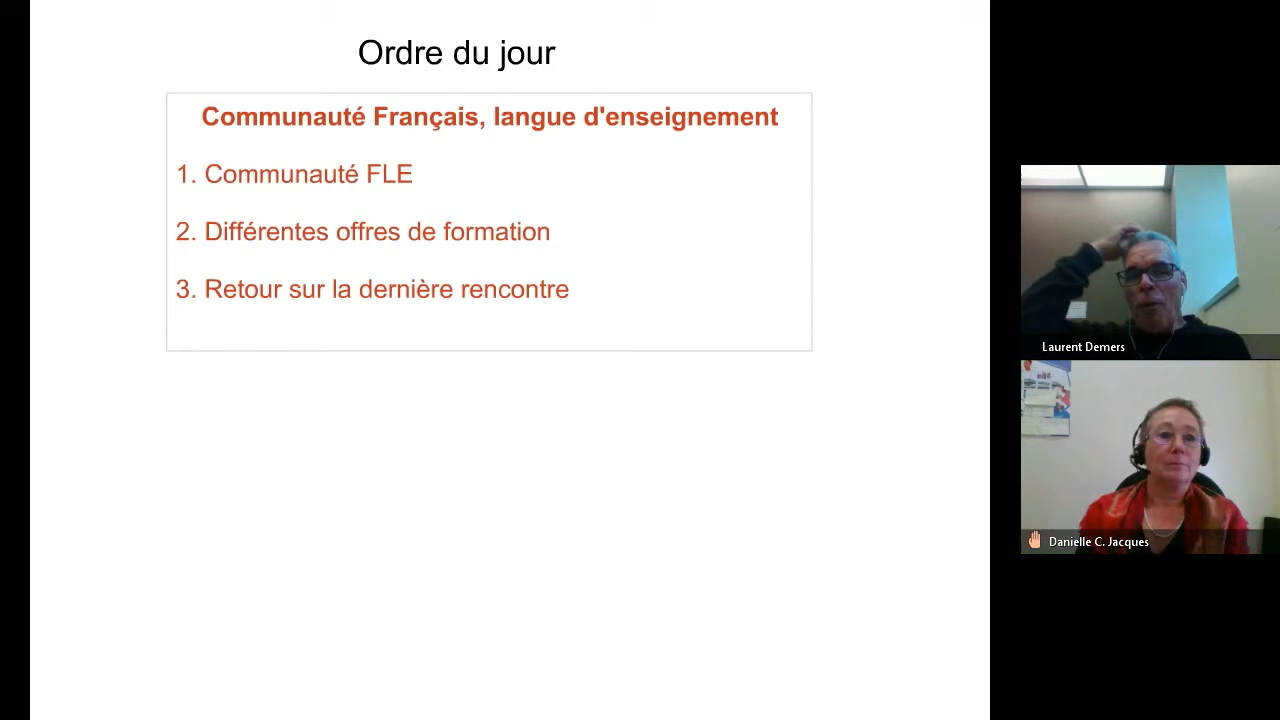 Ordre du jour
Communauté Français, langue d'enseignement
1. Communauté FLE
2. Différentes offres de formation
3. Retour sur la dernière rencontre
Laurent Demers
Danielle C. Jacques